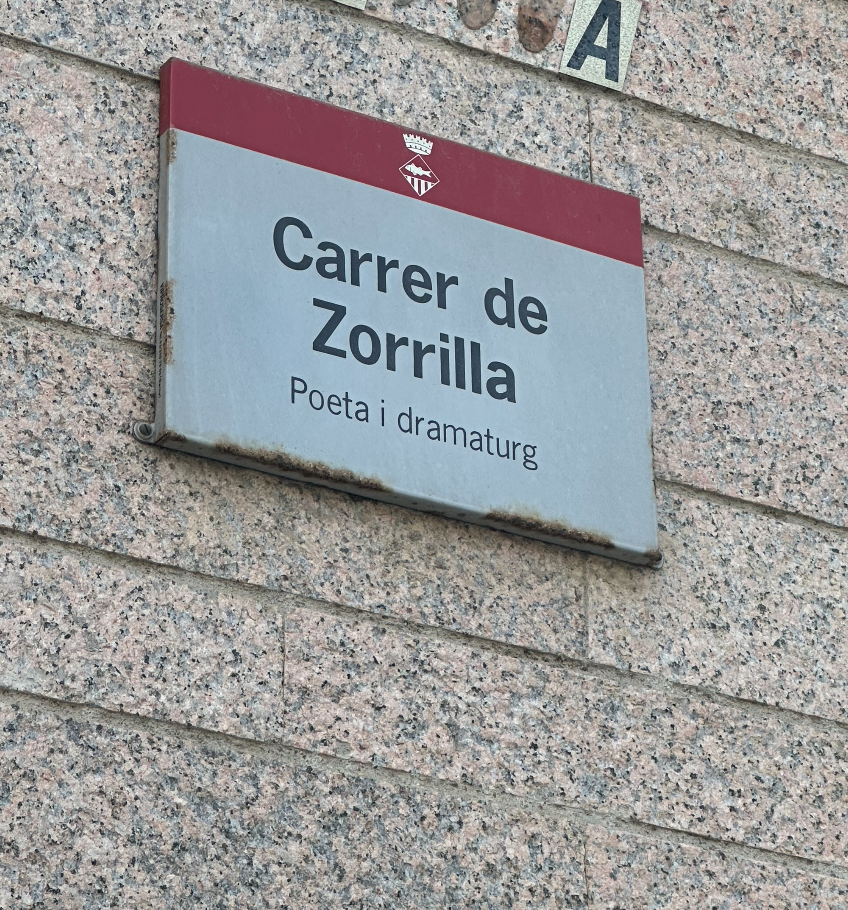 A
Carrer de
Zorrilla
Poeta i dramaturg